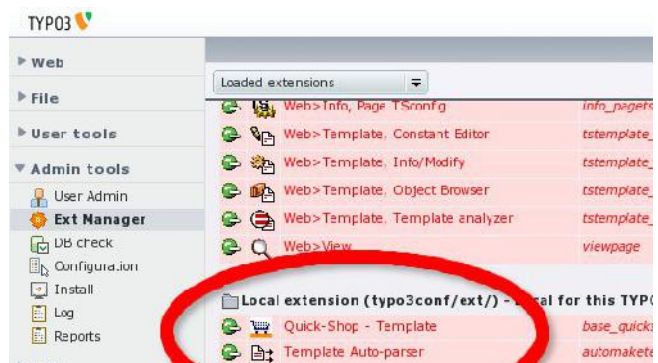 TYPO3
Web
File
User tools
Admin tools
User Admin
Ext Manager
DB check
Configuration
Install
Log
Reports
Loaded extensions
Web>Info, Page TSconfig info_pagets
Web>Template, Constant Editor tstemplate_
Web>Template, Info/Modify tstemplate_
Web>Template, Object Browser tstemplate_
Web>Template, Template analyzer tstemplate_
Web>View viewpage
Local extension (typo3conf/ext/) - Local for this TYPO
Quick-Shop - Template base_quicks
Template Auto-parser automakete